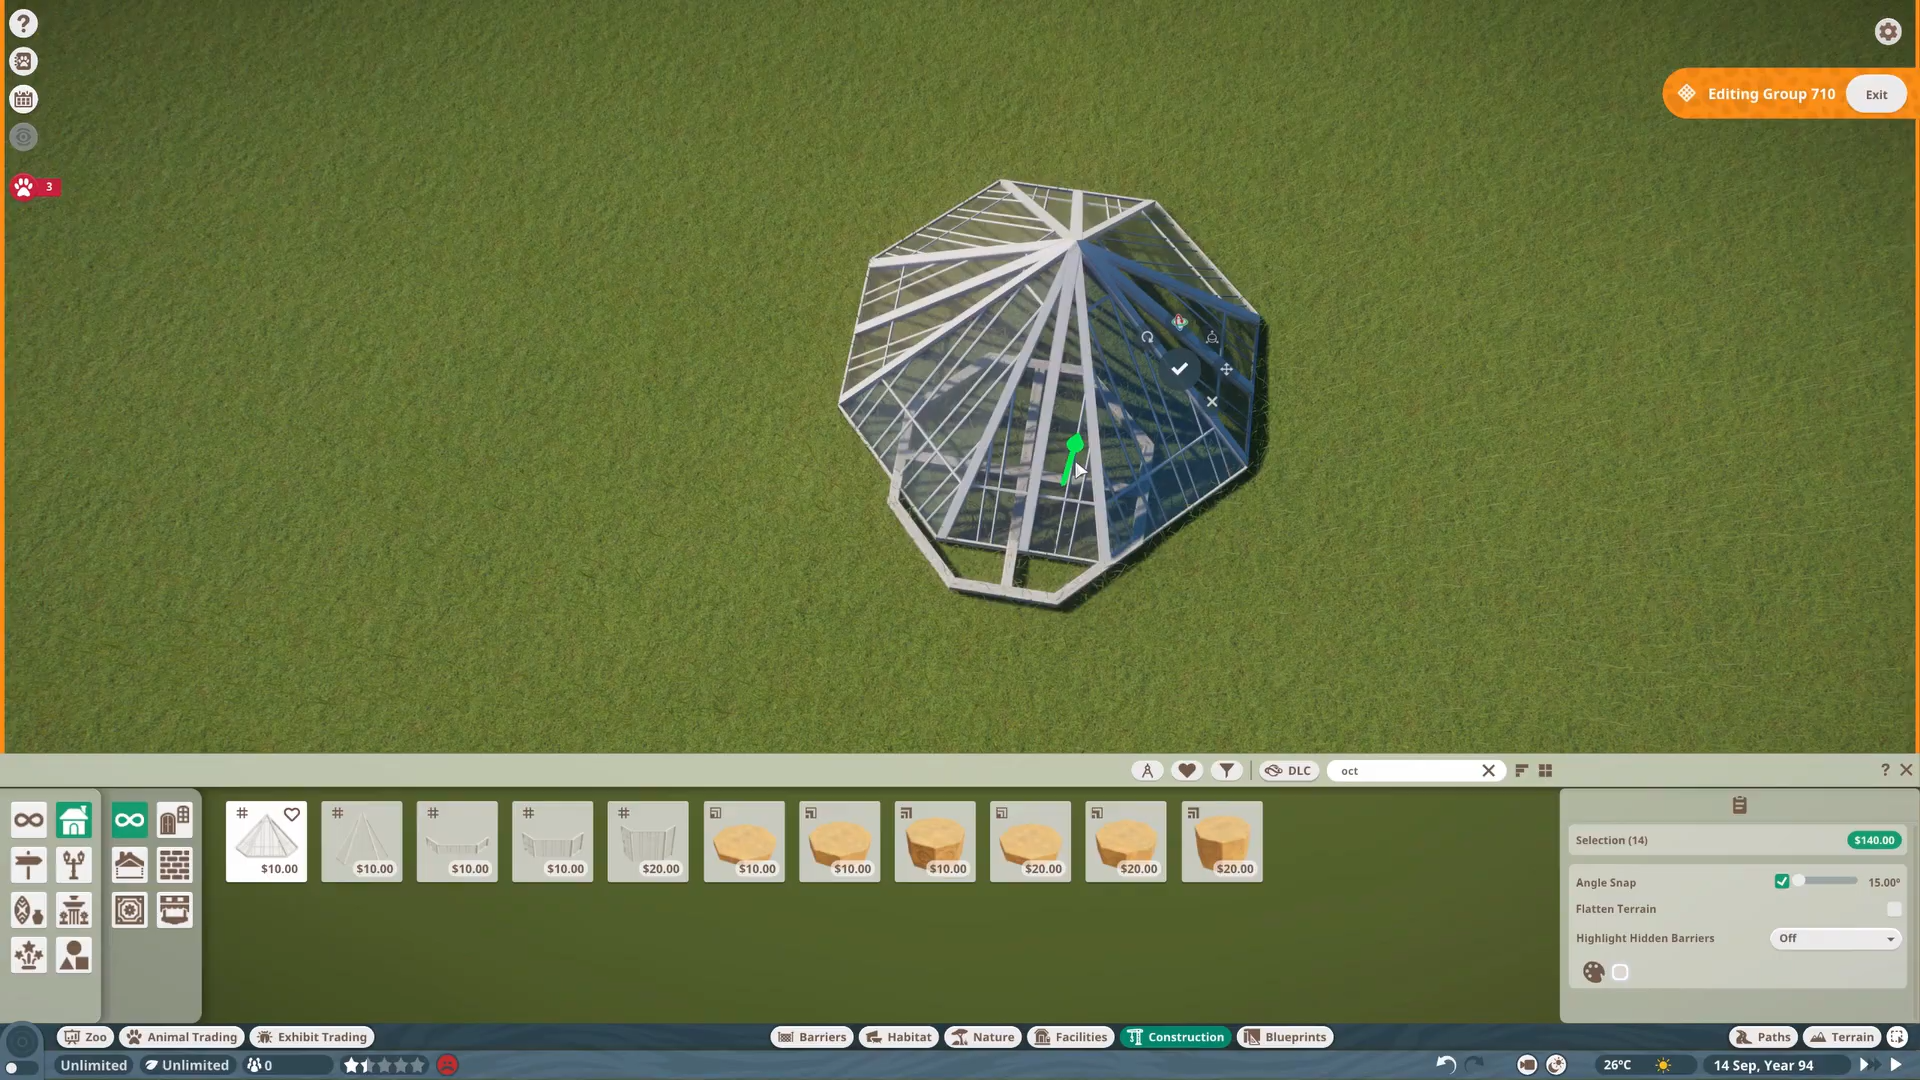 ?
Editing Group 710
Exit
3
DLC
oct
?
$10.00
$10.00
$10.00
$10.00
$20.00
$10.00
$10.00
$10.00
$20.00
$20.00
$20.00
Selection (14)
$140.00
Angle Snap
15.00°
Flatten Terrain
Highlight Hidden Barriers
Off
Zoo
Animal Trading
Exhibit Trading
Barriers
Habitat
Nature
Facilities
Construction
Blueprints
Paths
Terrain
Unlimited
Unlimited
0
26°C
14 Sep, Year 94